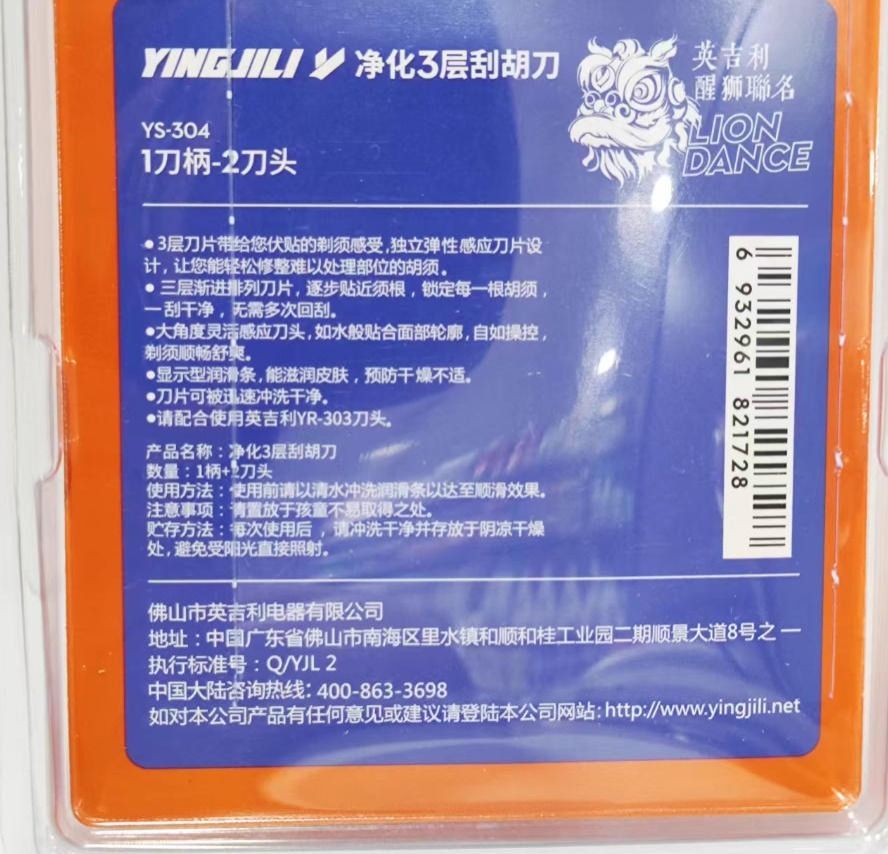 YINGJILI 净化3层刮胡刀
英吉利
醒狮聯名
LION
DANCE
YS-304
1刀柄-2刀头
●3层刀片带给您伏贴的剃须感受,独立弹性感应刀片设
计,让您能轻松修整难以处理部位的胡须。
●三层渐进排列刀片，逐步贴近须根，锁定每一根胡须，
一刮干净，无需多次回刮。
●大角度灵活感应刀头,如水般贴合面部轮廓,自如操控,
剃须顺畅舒爽。
●显示型润滑条,能滋润皮肤，预防干燥不适。
●刀片可被迅速冲洗干净。
●请配合使用英吉利YR-303刀头。
产品名称：净化3层刮胡刀
数量：1柄+2刀头
使用方法：使用前请以清水冲洗润滑条以达至顺滑效果。
注意事项：请置放于孩童不易取得之处。
贮存方法：每次使用后，请冲洗干净并存放于阴凉干燥
处,避免受阳光直接照射。
6 932961 821728
佛山市英吉利电器有限公司
地址：中国广东省佛山市南海区里水镇和顺和桂工业园二期顺景大道8号之一
执行标准号：Q/YJL 2
中国大陆咨询热线: 400-863-3698
如对本公司产品有任何意见或建议请登陆本公司网站:http://www.yingjili.net